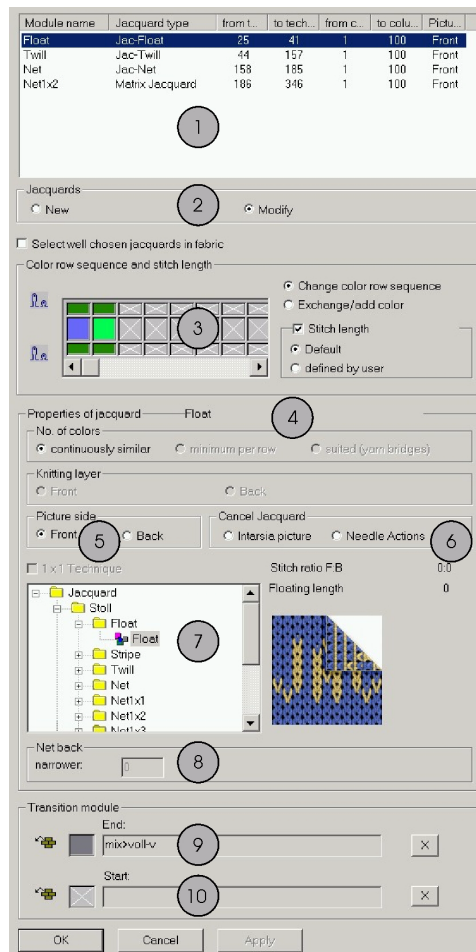 Module name Jacquard type from t... to tech... from c... to colu... Pictu...
Float Jac-Float 25 41 1 100 Front
Twill Jac-Twill 44 157 1 100 Front
Net Jac-Net 158 185 1 100 Front
Net1x2 Matrix Jacquard 186 346 1 100 Front
1
Jacquards
New 2 Modify
Select well chosen jacquards in fabric
Color row sequence and stitch length
Change color row sequence
Exchange/add color
3
Stitch length
Default
defined by user
Properties of jacquard Float 4
No. of colors
continuously similar minimum per row suited (yarn bridges)
Knitting layer
Front Back
Picture side Cancel Jacquard
Front 5 Back Intarsia picture Needle Actions 6
1 x 1 Technique Stitch ratio F:B 0:0
Floating length 0
Jacquard
Stoll
Float
Float 7
Stripe
Twill
Net
Net1x1
Net1x2
Net1x3
Net back
narrower: 0 8
Transition module
End:
mix>voll-v 9 X
Start:
10 X
OK Cancel Apply